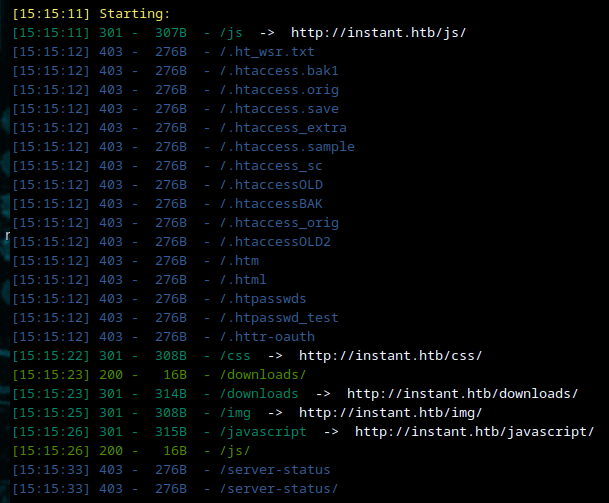 [15:15:11] Starting:
[15:15:11] 301 -  307B  - /js  ->  http://instant.htb/js/
[15:15:12] 403 -  276B  - /.ht_wsr.txt
[15:15:12] 403 -  276B  - /.htaccess.bak1
[15:15:12] 403 -  276B  - /.htaccess.orig
[15:15:12] 403 -  276B  - /.htaccess.save
[15:15:12] 403 -  276B  - /.htaccess_extra
[15:15:12] 403 -  276B  - /.htaccess.sample
[15:15:12] 403 -  276B  - /.htaccess_sc
[15:15:12] 403 -  276B  - /.htaccessOLD
[15:15:12] 403 -  276B  - /.htaccessBAK
[15:15:12] 403 -  276B  - /.htaccess_orig
[15:15:12] 403 -  276B  - /.htaccessOLD2
[15:15:12] 403 -  276B  - /.htm
[15:15:12] 403 -  276B  - /.html
[15:15:12] 403 -  276B  - /.htpasswds
[15:15:12] 403 -  276B  - /.htpasswd_test
[15:15:12] 403 -  276B  - /.httr-oauth
[15:15:22] 301 -  308B  - /css  ->  http://instant.htb/css/
[15:15:23] 200 -   16B  - /downloads/
[15:15:23] 301 -  314B  - /downloads  ->  http://instant.htb/downloads/
[15:15:25] 301 -  308B  - /img  ->  http://instant.htb/img/
[15:15:26] 301 -  315B  - /javascript  ->  http://instant.htb/javascript/
[15:15:26] 200 -   16B  - /js/
[15:15:33] 403 -  276B  - /server-status
[15:15:33] 403 -  276B  - /server-status/